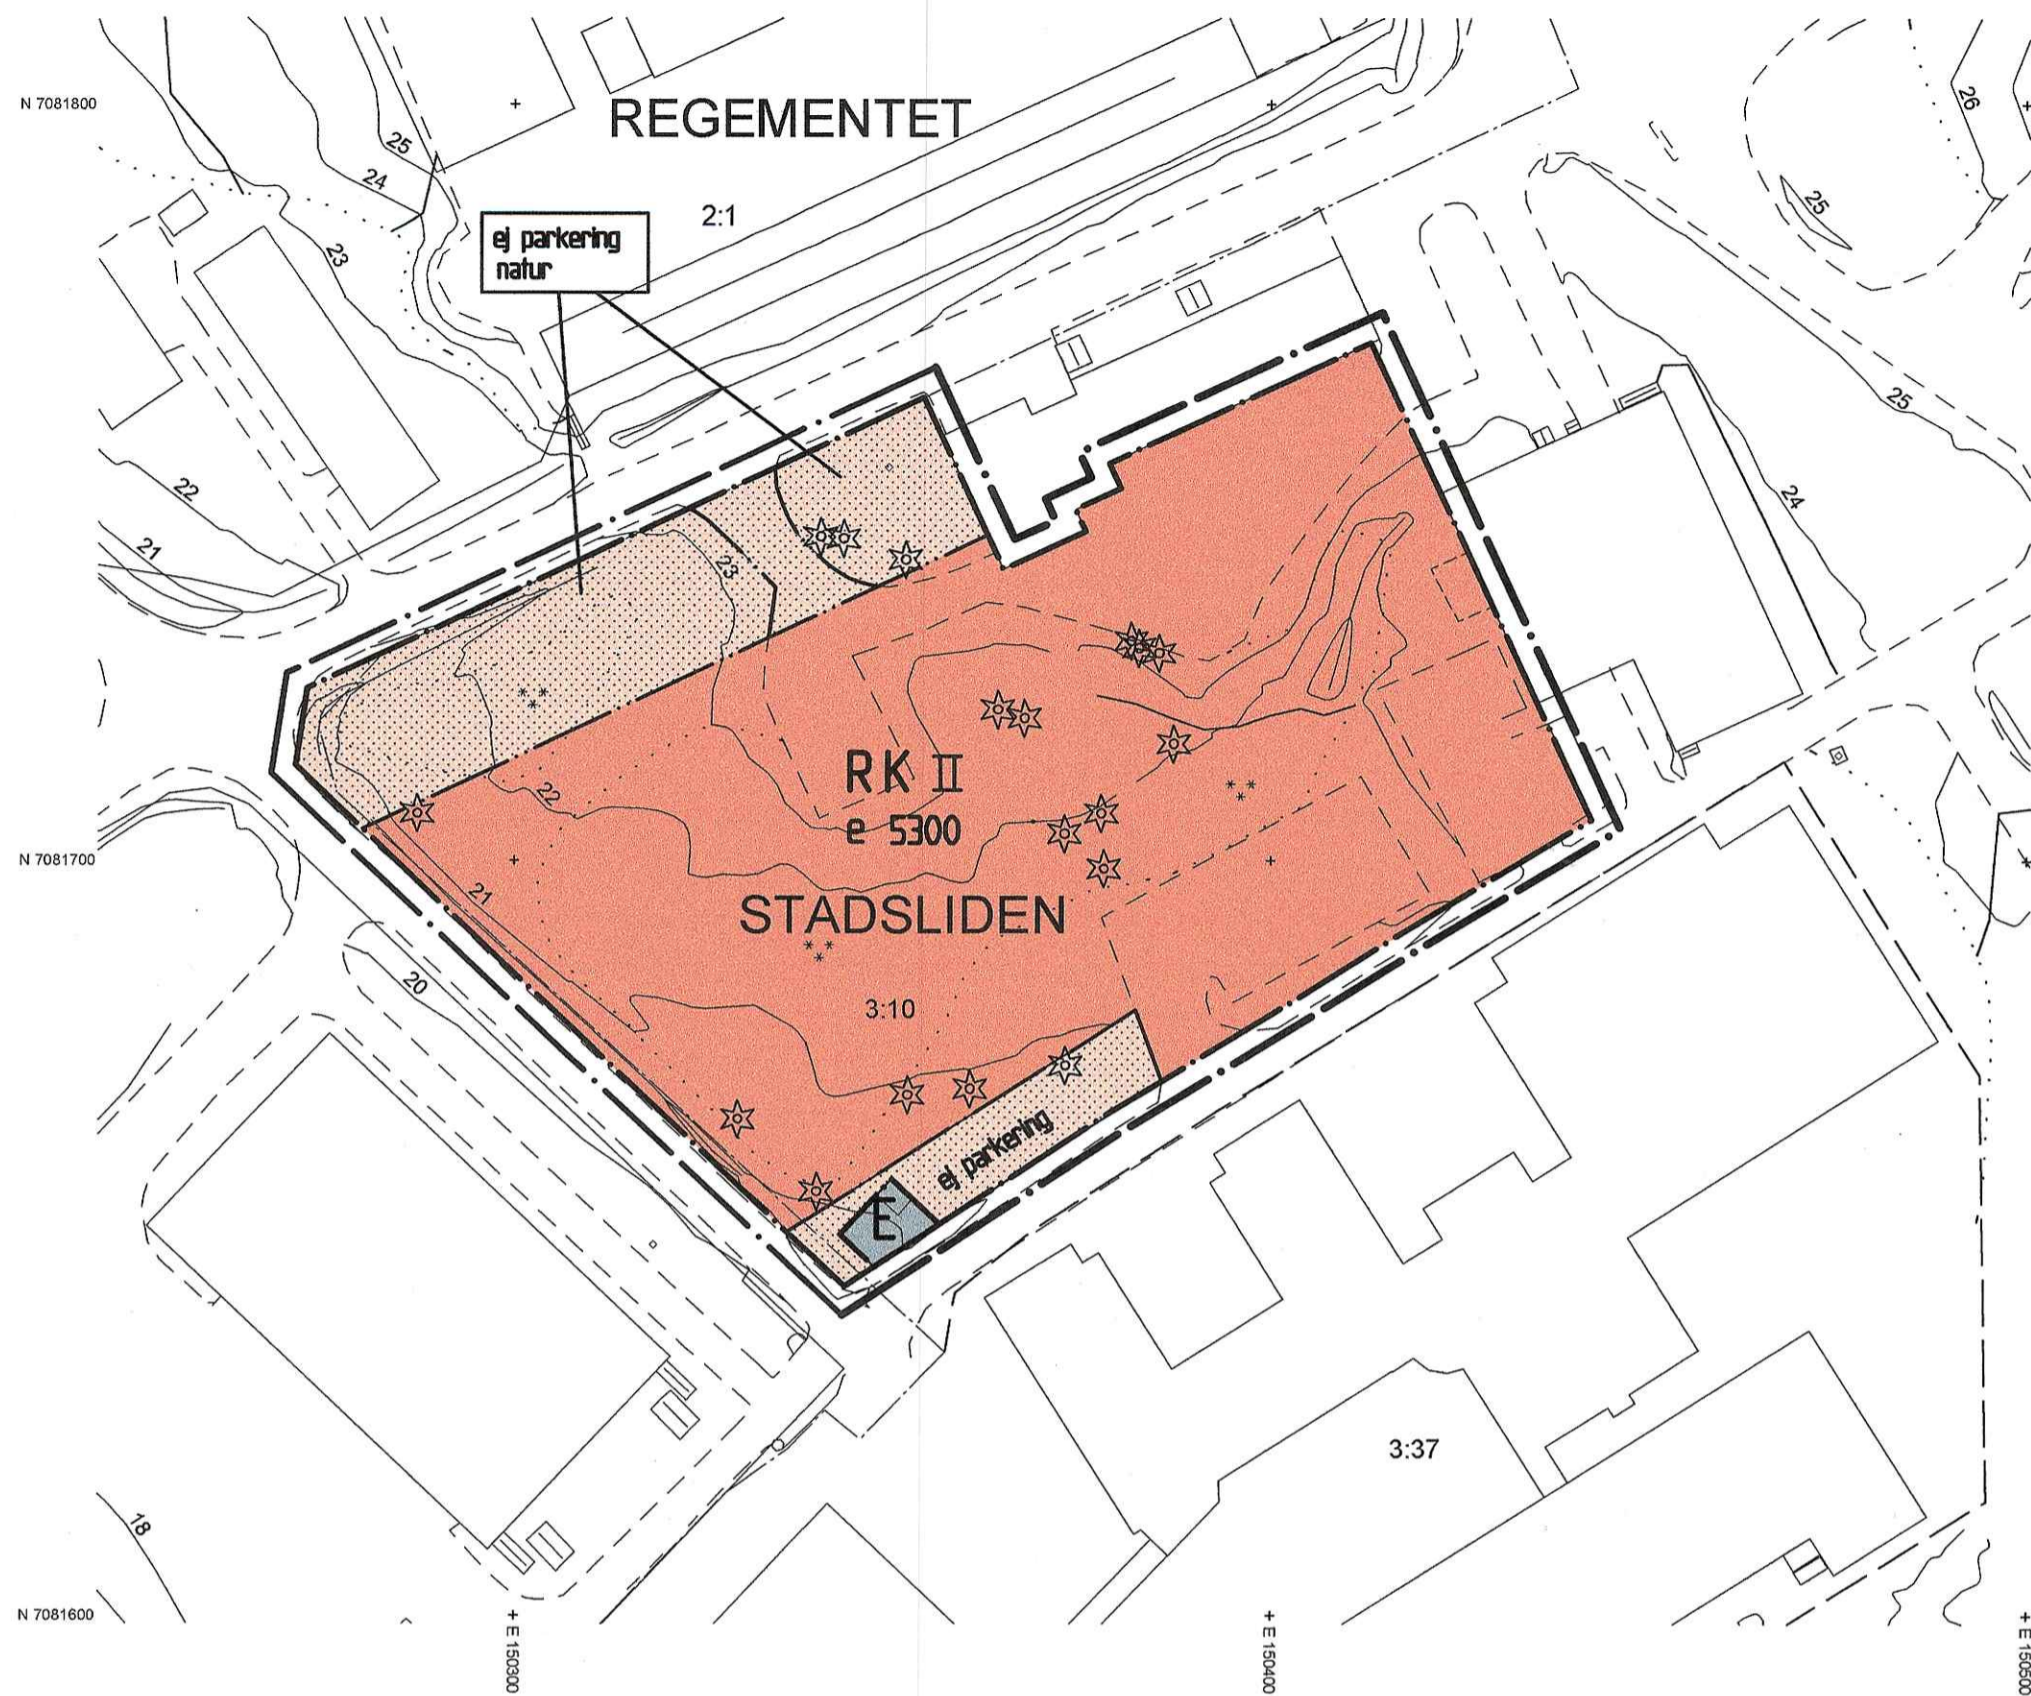 N 7081800
REGEMENTET
26
25
24
25
2:1
ej parkering
natur
23
25
22
24
21
23
RK II
22
e 5300
N 7081700
21
STADSLIDEN
20
3:10
ej parkering
E
3:37
18
N 7081600
E 150300
E 150400
E 150500